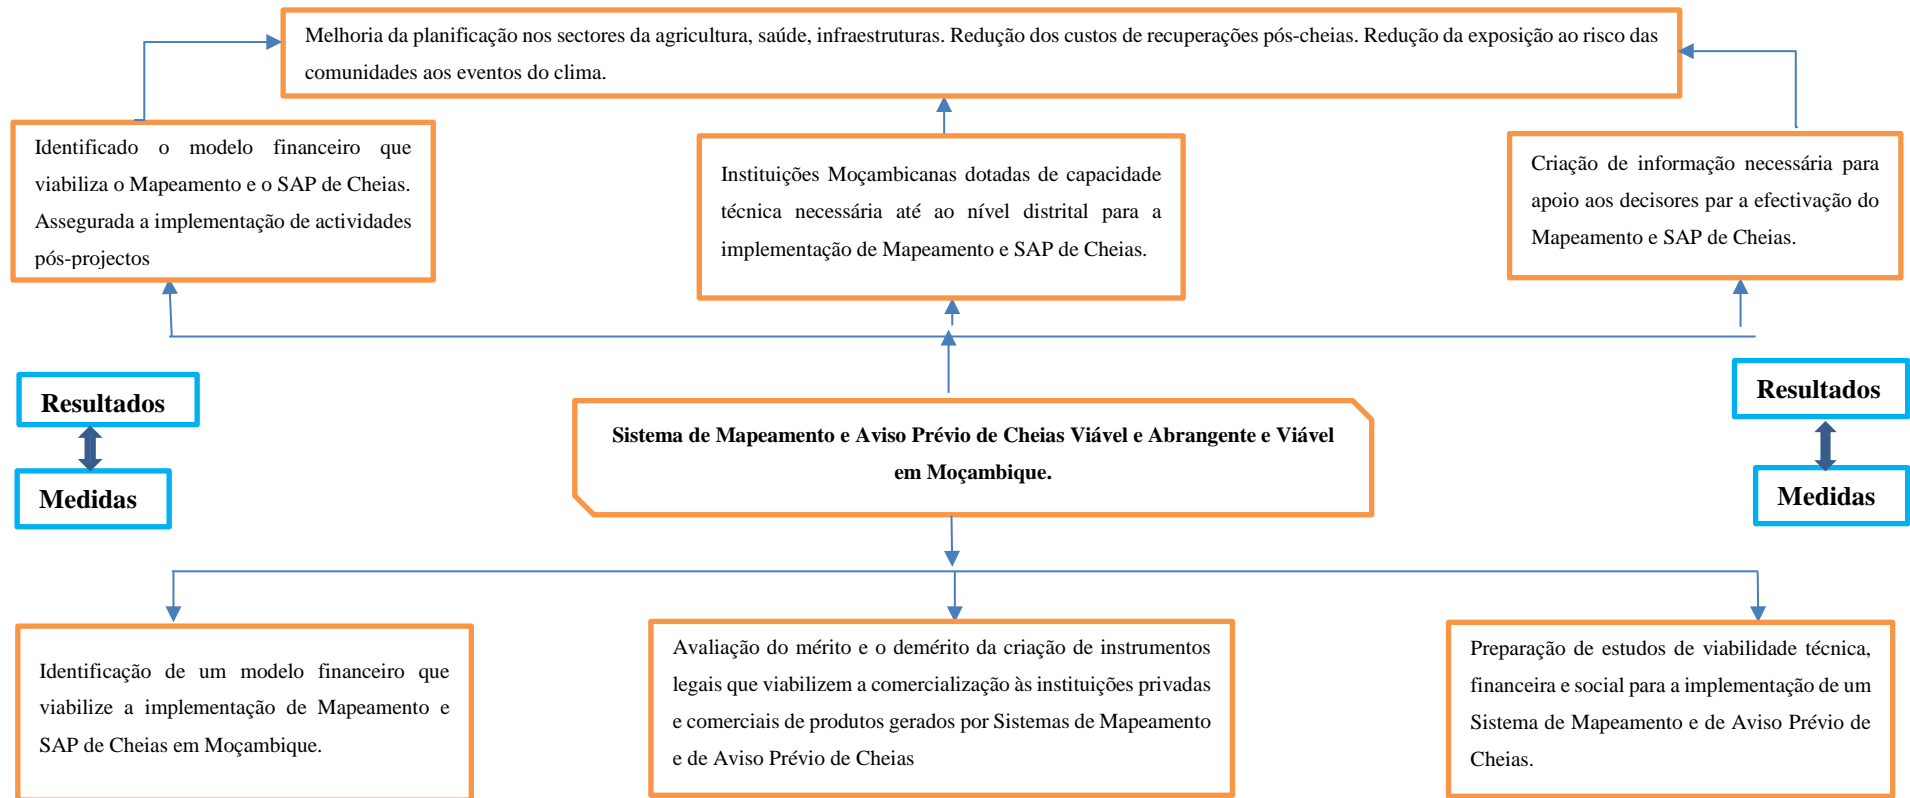 Melhoria da planificação nos sectores da agricultura, saúde, infraestruturas. Redução dos custos de recuperações pós-cheias. Redução da exposição ao risco das
comunidades aos eventos do clima.
Identificado o modelo financeiro que
viabiliza o Mapeamento e o SAP de Cheias.
Assegurada a implementação de actividades
pós-projectos
Instituições Moçambicanas dotadas de capacidade
técnica necessária até ao nível distrital para a
implementação de Mapeamento e SAP de Cheias.
Criação de informação necessária para
apoio aos decisores par a efectivação do
Mapeamento e SAP de Cheias.
Resultados
Medidas
Sistema de Mapeamento e Aviso Prévio de Cheias Viável e Abrangente e Viável
em Moçambique.
Resultados
Medidas
Identificação de um modelo financeiro que
viabilize a implementação de Mapeamento e
SAP de Cheias em Moçambique.
Avaliação do mérito e o demérito da criação de instrumentos
legais que viabilizem a comercialização às instituições privadas
e comerciais de produtos gerados por Sistemas de Mapeamento
e de Aviso Prévio de Cheias
Preparação de estudos de viabilidade técnica,
financeira e social para a implementação de um
Sistema de Mapeamento e de Aviso Prévio de
Cheias.